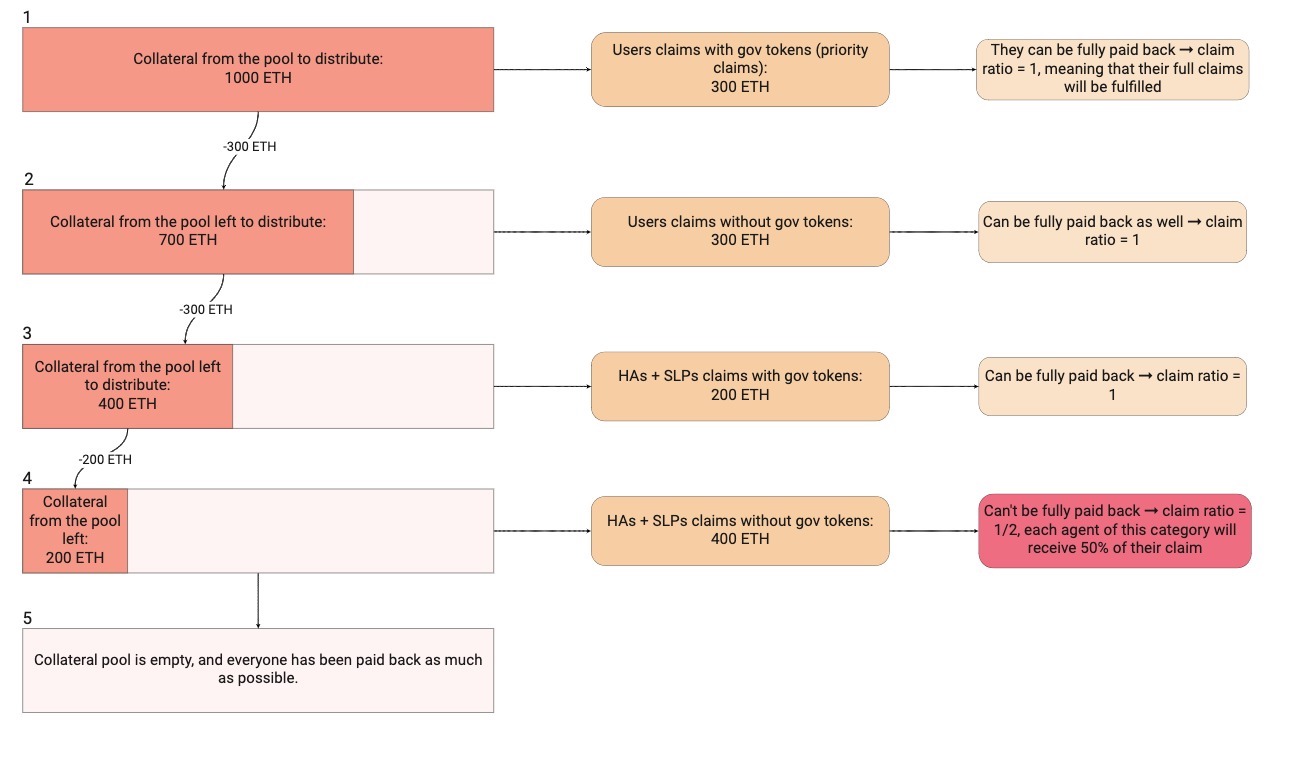 1
Collateral from the pool to distribute:
1000 ETH
Users claims with gov tokens (priority
claims):
300 ETH
They can be fully paid back → claim
ratio = 1, meaning that their full claims
will be fulfilled
-300 ETH
2
Collateral from the pool left to distribute:
700 ETH
Users claims without gov tokens:
300 ETH
Can be fully paid back as well → claim
ratio = 1
-300 ETH
3
Collateral from the pool left
to distribute:
400 ETH
HAs + SLPs claims with gov tokens:
200 ETH
Can be fully paid back → claim ratio =
1
-200 ETH
4
Collateral
from the pool
left:
200 ETH
HAs + SLPs claims without gov tokens:
400 ETH
Can't be fully paid back → claim ratio =
1/2, each agent of this category will
receive 50% of their claim
5
Collateral pool is empty, and everyone has been paid back as much
as possible.